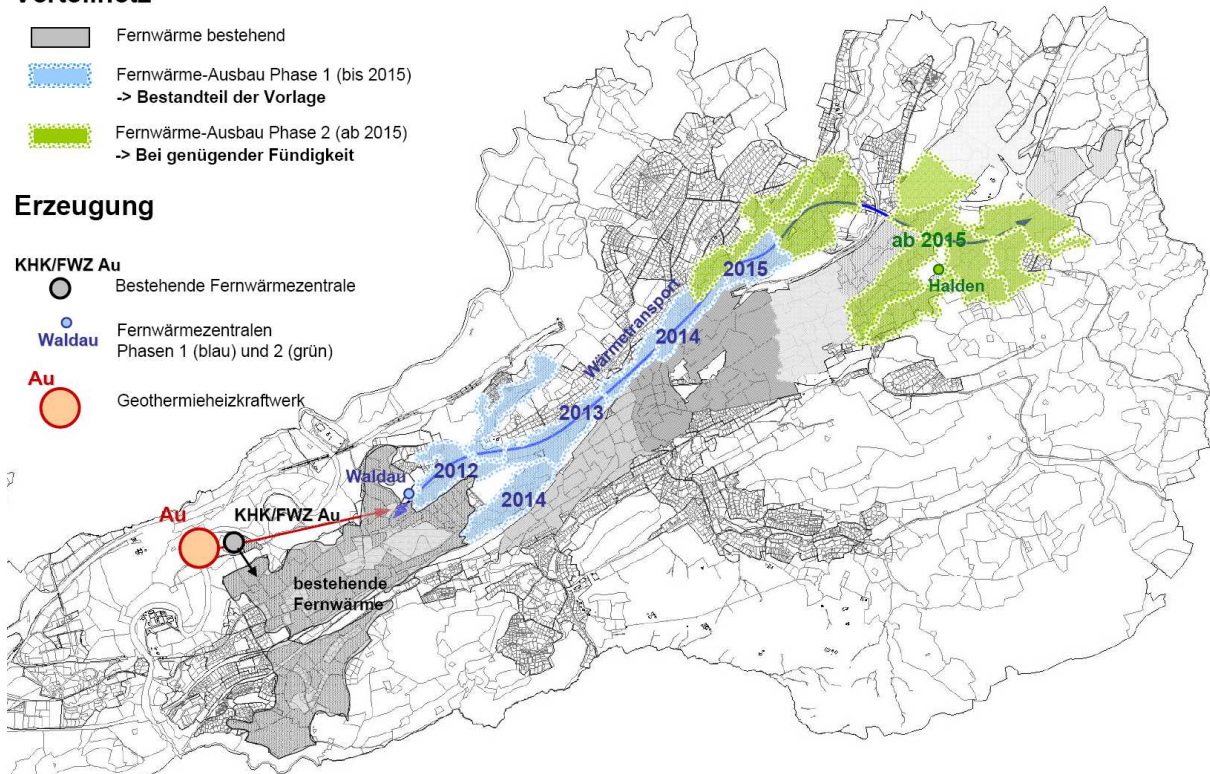 Fernwärme bestehend
Fernwärme-Ausbau Phase 1 (bis 2015)
-> Bestandteil der Vorlage
Fernwärme-Ausbau Phase 2 (ab 2015)
-> Bei genügender Fündigkeit
Erzeugung
KHK/FWZ Au
Bestehende Fernwärmezentrale
Waldau
Fernwärmezentralen
Phasen 1 (blau) und 2 (grün)
Au
Geothermieheizkraftwerk
ab 2015
Halden
2015
Wärmetransport
2014
2013
2012
Waldau
2014
Au
KHK/FWZ Au
bestehende
Fernwärme